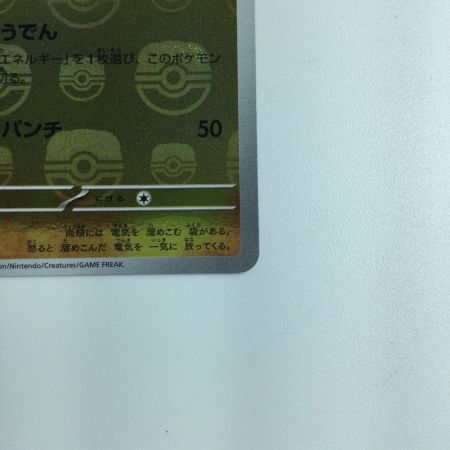 うでん
エネルギー」を1枚選び、このポケモン
パンチ 50
にげる
両頬には 電気を 溜めこむ 袋がある。
怒ると 溜めこんだ 電気を 一気に 放ってくる。
on/Nintendo/Creatures/GAME FREAK.